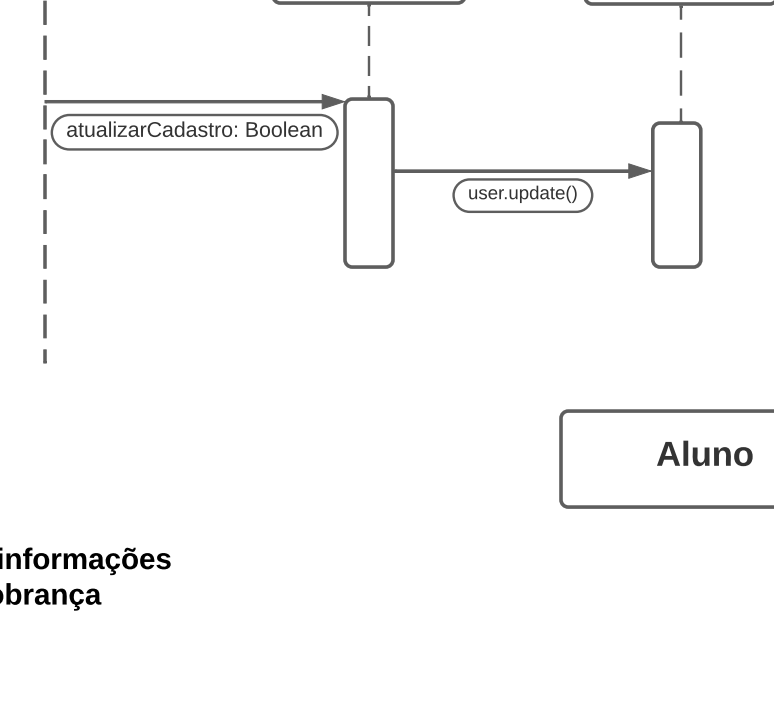 atualizarCadastro: Boolean
user.update()
Aluno
informações
obrança